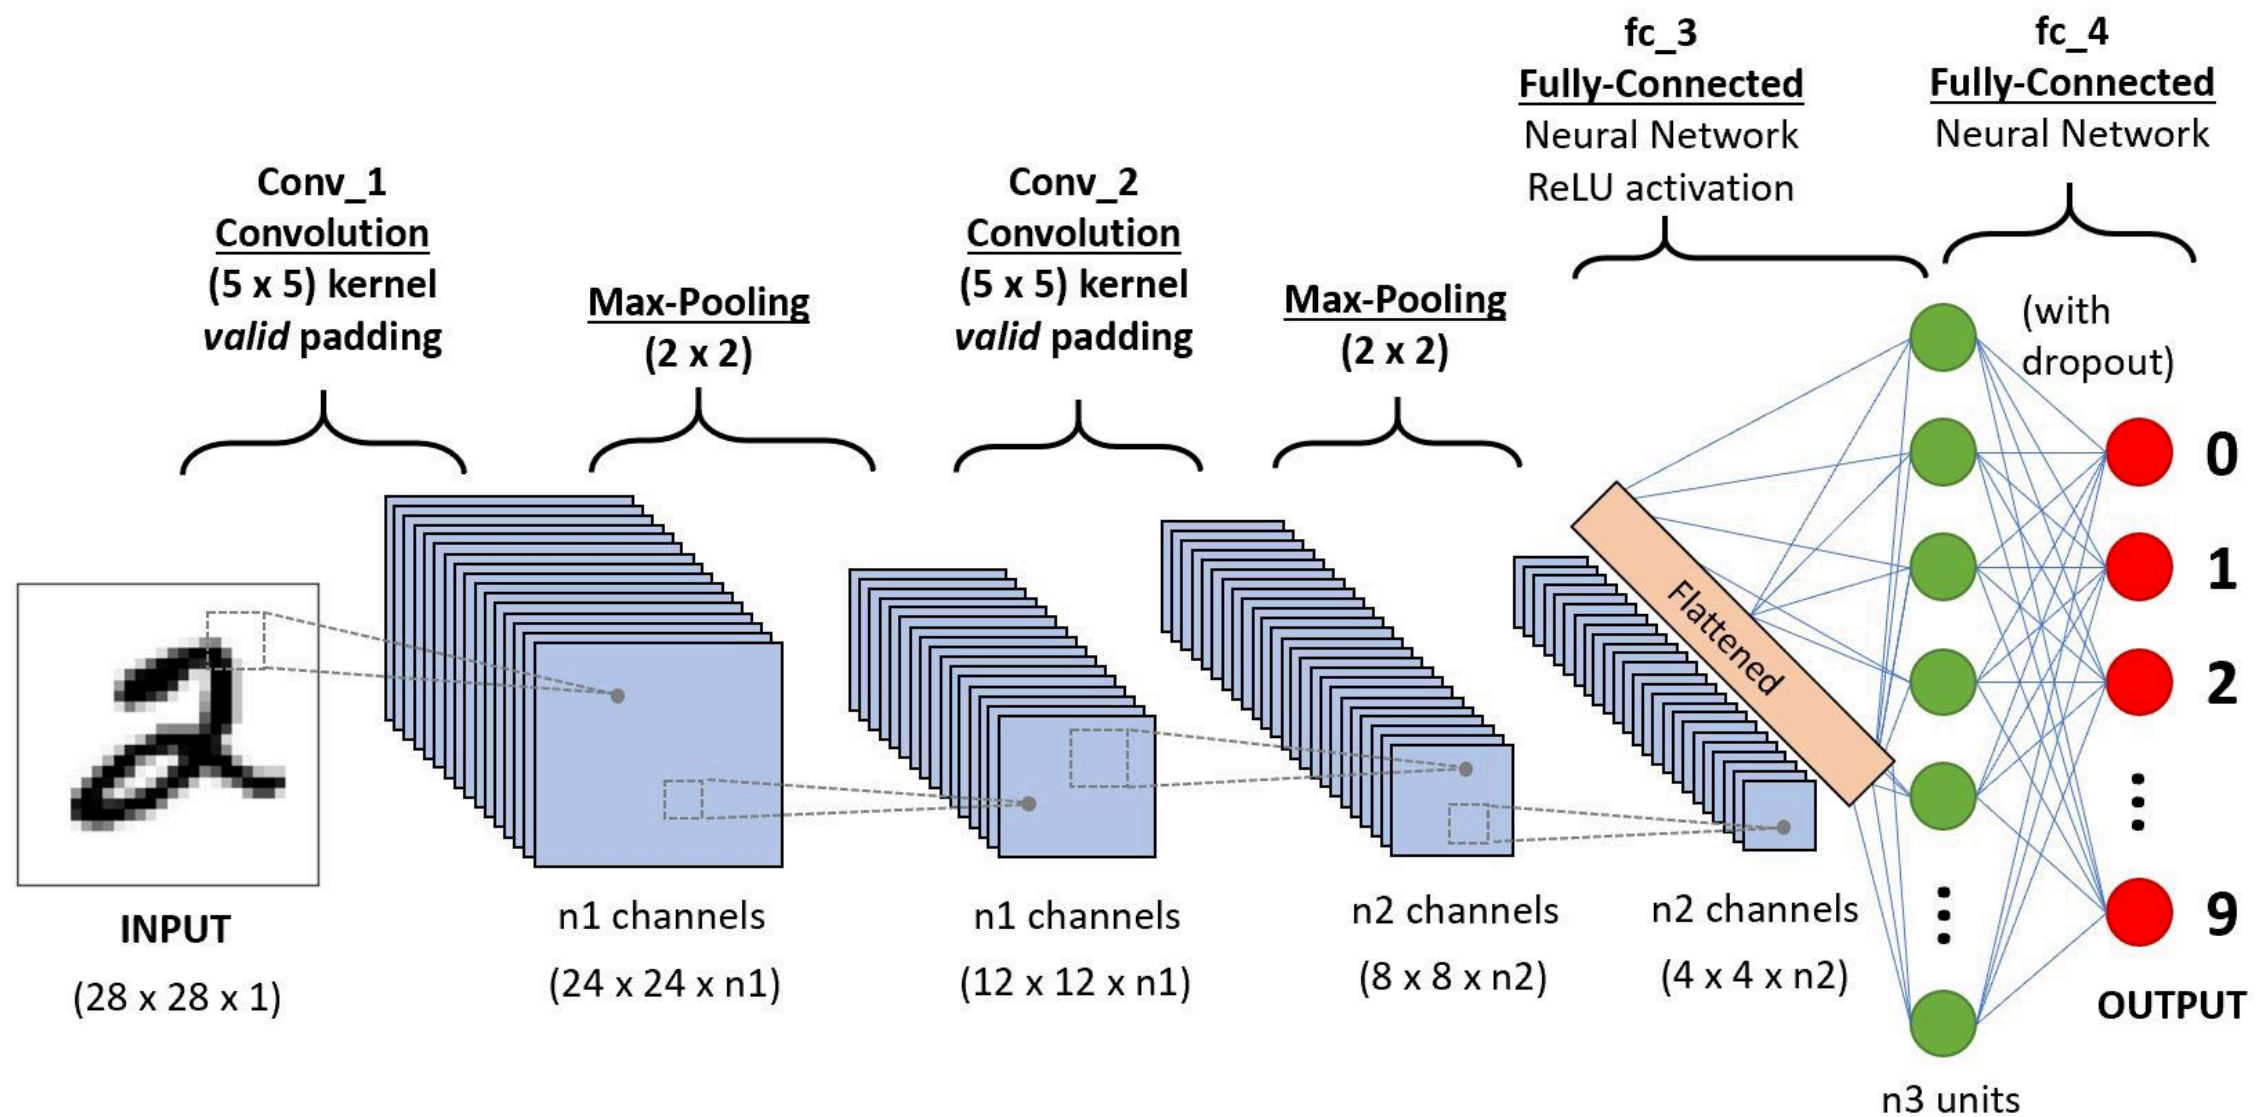 fc_3
Fully-Connected
Neural Network
ReLU activation
fc_4
Fully-Connected
Neural Network
Conv_1
Convolution
(5 x 5) kernel
valid padding
Max-Pooling
(2 x 2)
Conv_2
Convolution
(5 x 5) kernel
valid padding
Max-Pooling
(2 x 2)
(with
dropout)
Flattened
0
1
2
9
INPUT
(28 x 28 x 1)
n1 channels
(24 x 24 x n1)
n1 channels
(12 x 12 x n1)
n2 channels
(8 x 8 x n2)
n2 channels
(4 x 4 x n2)
OUTPUT
n3 units